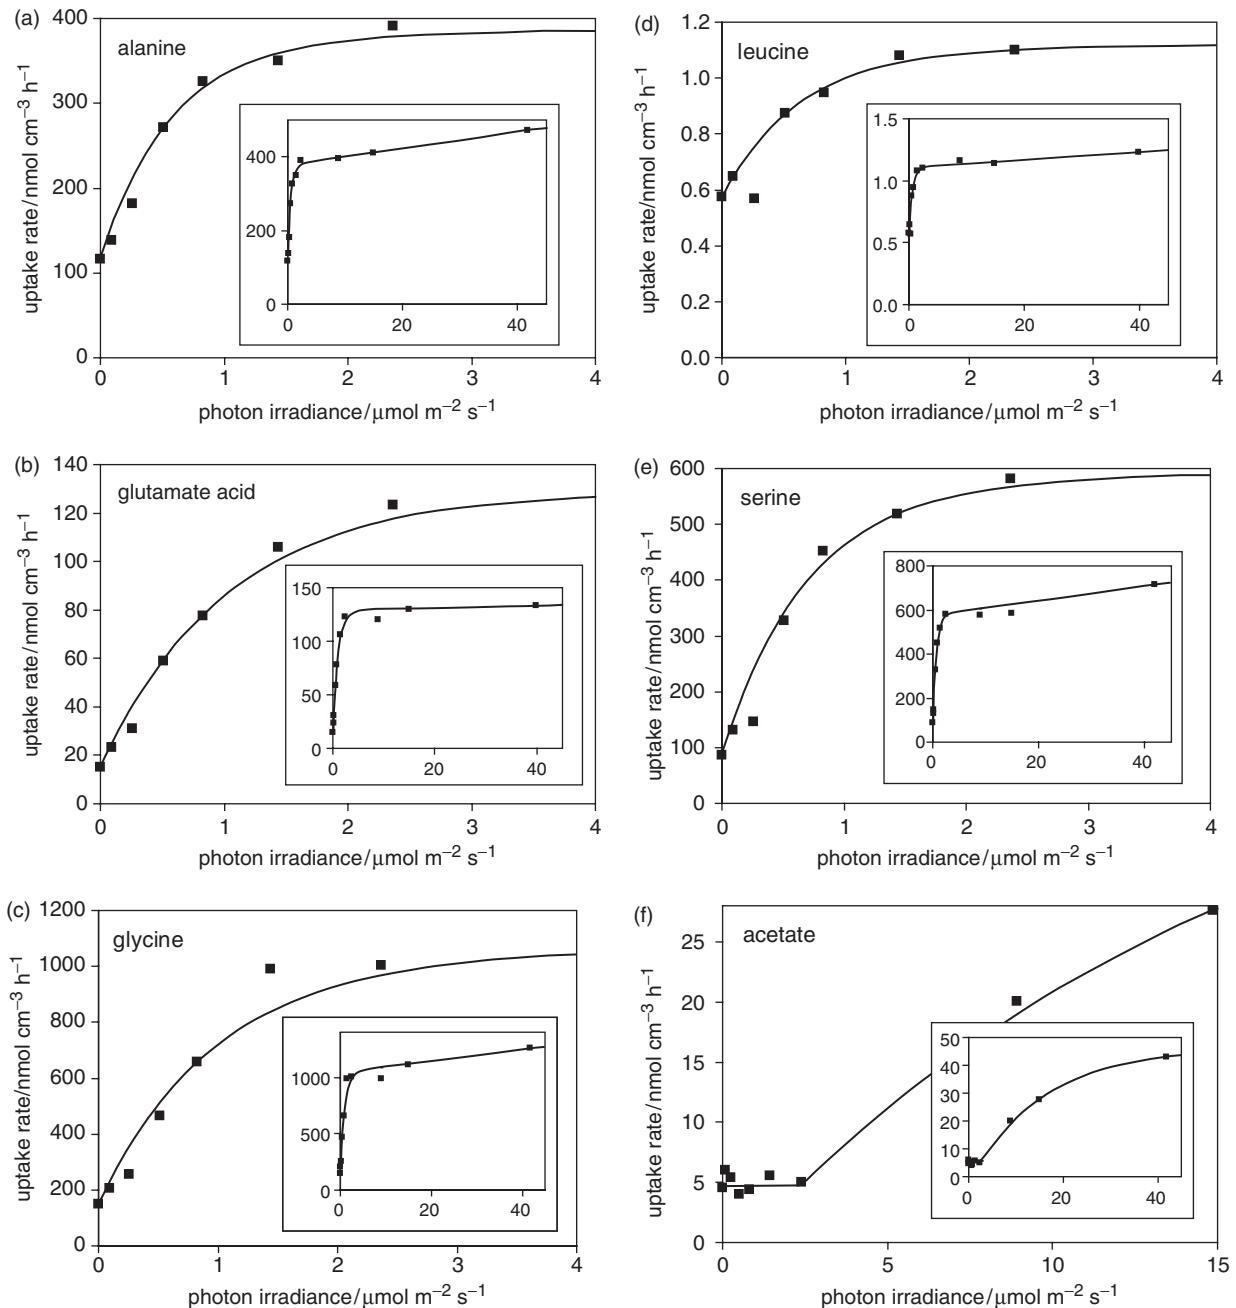 (a)
alanine
uptake rate/nmol cm−3 h−1
400
300
200
100
0
0 1 2 3 4
photon irradiance/μmol m−2 s−1
400
200
0
0 20 40
(d)
leucine
uptake rate/nmol cm−3 h−1
1.2
1.0
0.8
0.6
0.4
0.2
0.0
0 1 2 3 4
photon irradiance/μmol m−2 s−1
1.5
1.0
0.5
0.0
0 20 40
(b)
glutamate acid
uptake rate/nmol cm−3 h−1
140
120
100
80
60
40
20
0
0 1 2 3 4
photon irradiance/μmol m−2 s−1
150
100
50
0
0 20 40
(e)
serine
uptake rate/nmol cm−3 h−1
600
500
400
300
200
100
0
0 1 2 3 4
photon irradiance/μmol m−2 s−1
800
600
400
200
0
0 20 40
(c)
glycine
uptake rate/nmol cm−3 h−1
1200
1000
800
600
400
200
0
0 1 2 3 4
photon irradiance/μmol m−2 s−1
1000
500
0
0 20 40
(f)
acetate
uptake rate/nmol cm−3 h−1
25
20
15
10
5
0
0 5 10 15
photon irradiance/μmol m−2 s−1
50
40
30
20
10
0
0 20 40